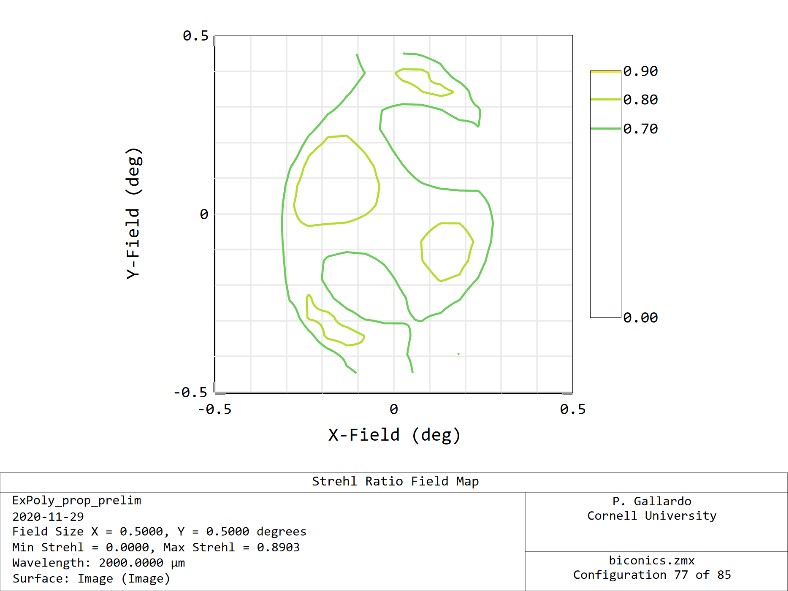 0.5
0
-0.5
Y-Field (deg)
-0.5
0
0.5
X-Field (deg)
0.90
0.80
0.70
0.00
Strehl Ratio Field Map
ExPoly_prop_prelim
2020-11-29
Field Size X = 0.5000, Y = 0.5000 degrees
Min Strehl = 0.0000, Max Strehl = 0.8903
Wavelength: 2000.0000 µm
Surface: Image (Image)
P. Gallardo
Cornell University
biconics.zmx
Configuration 77 of 85